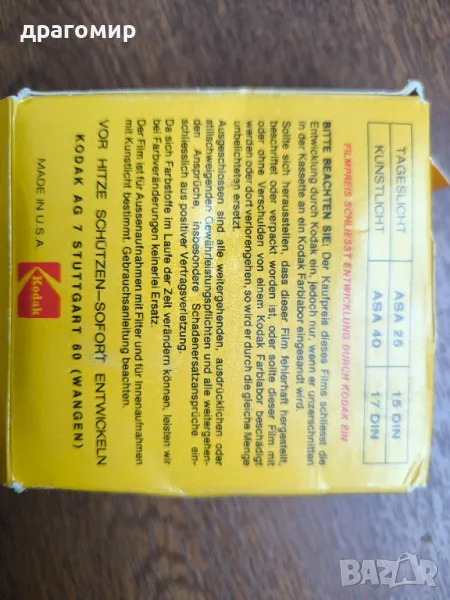 драгомир
TAGESLICHT ASA 25 15 DIN
KUNSTLICHT ASA 40 17 DIN
FILMPREIS SCHLIESST ENTWICKLUNG DURCH KODAK EIN
BITTE BEACHTEN SIE: Der Kaufpreis dieses Films schliesst die
Entwicklung durch Kodak ein, jedoch nur, wenn er unzerschnitten
in der Kassette an ein Kodak Farblabor eingesandt wird.
Sollte sich herausstellen, dass dieser Film fehlerhaft hergestellt,
beschriftet oder verpackt worden ist, oder sollte dieser Film mit
oder ohne Verschulden von einem Kodak Farblabor beschädigt
werden oder dort verlorengehen, so wird er durch die gleiche Menge
unbelichteten ersetzt.
Ausgeschlossen sind alle weitergehenden, ausdrücklichen oder
stillschweigenden Gewährleistungspflichten und alle weitergehen-
den Ansprüche, insbesondere Schadenersatzansprüche ein-
schliesslich aus positiver Vertragsverletzung.
Da sich Farbstoffe im Laufe der Zeit verändern können, leisten wir
bei Farbveränderungen keinerlei Ersatz.
Der Film ist für Aussenaufnahmen mit Filter und für Innenaufnahmen
mit Kunstlicht bestimmt. Gebrauchsanleitung beachten.
VOR HITZE SCHÜTZEN–SOFORT ENTWICKELN
KODAK AG 7 STUTTGART 60 (WANGEN)
MADE IN U.S.A.
Kodak
BAZAR
bg